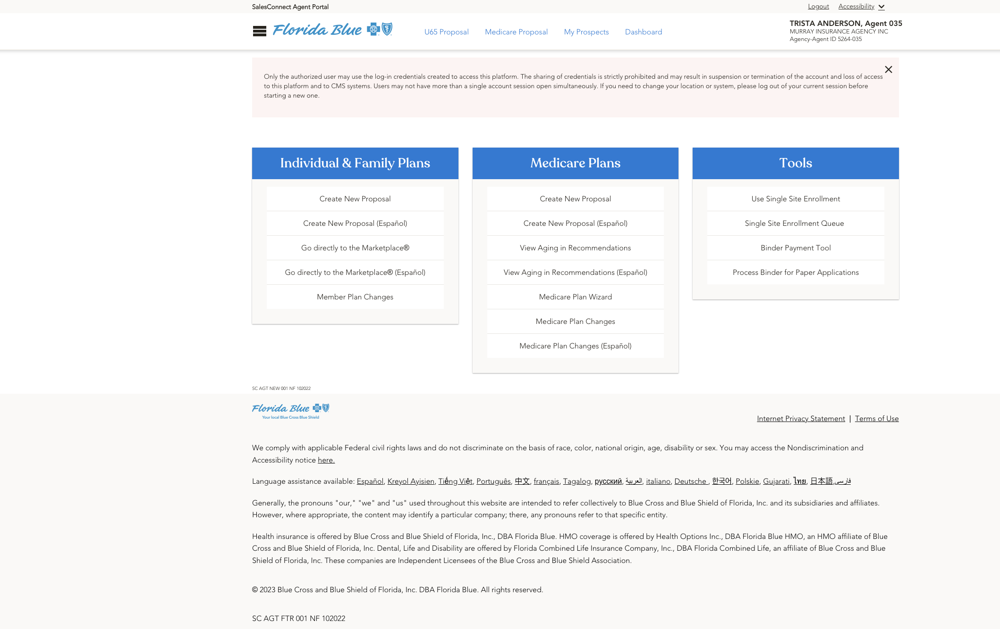 SalesConnect Agent Portal
Logout Accessibility
Florida Blue
U65 Proposal My Prospects Medicare Proposal Dashboard
TRISTA ANDERSON, Agent 035
MURRAY INSURANCE AGENCY INC
Agency-Agent ID 5264-035
Only the authorized user may use the log-in credentials created to access this platform. The sharing of credentials is strictly prohibited and may result in suspension or termination of the account and loss of access
to this platform and to CMS systems. Users may not have more than a single account session open simultaneously. If you need to change your location or system, please log out of your current session before
starting a new one.
Individual & Family Plans
Create New Proposal
Create New Proposal (Español)
Go directly to the Marketplace®
Go directly to the Marketplace® (Español)
Member Plan Changes
Medicare Plans
Create New Proposal
Create New Proposal (Español)
View Aging in Recommendations
View Aging in Recommendations (Español)
Medicare Plan Wizard
Medicare Plan Changes
Medicare Plan Changes (Español)
Tools
Use Single Site Enrollment
Single Site Enrollment Queue
Binder Payment Tool
Process Binder for Paper Applications
SC AGT NEW 001 NF 102022
Florida Blue
Your local Blue Cross Blue Shield
Internet Privacy Statement | Terms of Use
We comply with applicable Federal civil rights laws and do not discriminate on the basis of race, color, national origin, age, disability or sex. You may access the Nondiscrimination and
Accessibility notice here.
Language assistance available: Español, Kreyol Ayisien, Tiếng Việt, Português, 中文, français, Tagalog, русский, العربية, italiano, Deutsche , 한국어, Polskie, Gujarati, ไทย, 日本語,فارسی
Generally, the pronouns "our," "we" and "us" used throughout this website are intended to refer collectively to Blue Cross and Blue Shield of Florida, Inc. and its subsidiaries and affiliates.
However, where appropriate, the content may identify a particular company; there, any pronouns refer to that specific entity.
Health insurance is offered by Blue Cross and Blue Shield of Florida, Inc., DBA Florida Blue. HMO coverage is offered by Health Options Inc., DBA Florida Blue HMO, an HMO affiliate of Blue
Cross and Blue Shield of Florida, Inc. Dental, Life and Disability are offered by Florida Combined Life Insurance Company, Inc., DBA Florida Combined Life, an affiliate of Blue Cross and Blue
Shield of Florida, Inc. These companies are Independent Licensees of the Blue Cross and Blue Shield Association.
© 2023 Blue Cross and Blue Shield of Florida, Inc. DBA Florida Blue. All rights reserved.
SC AGT FTR 001 NF 102022